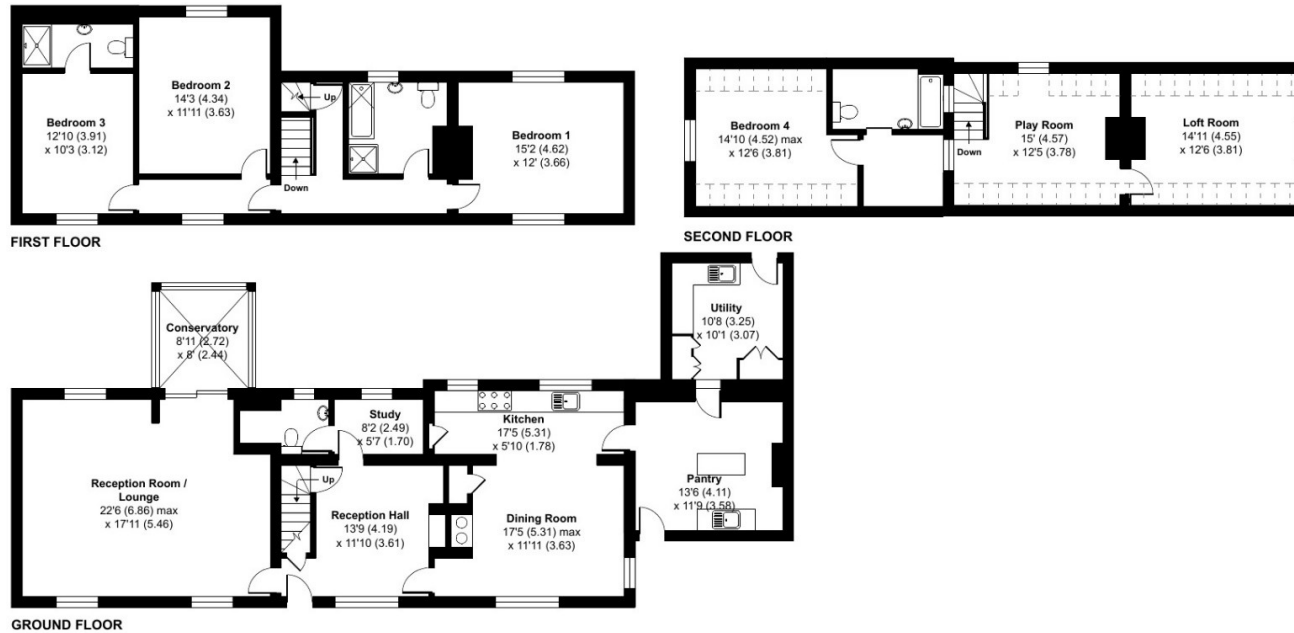 Bedroom 2
14'3 (4.34)
x 11'11 (3.63)
Bedroom 3
12'10 (3.91)
x 10'3 (3.12)
Up
Down
Bedroom 1
15'2 (4.62)
x 12' (3.66)
FIRST FLOOR
Bedroom 4
14'10 (4.52) max
x 12'6 (3.81)
Down
Play Room
15' (4.57)
x 12'5 (3.78)
Loft Room
14'11 (4.55)
x 12'6 (3.81)
SECOND FLOOR
Conservatory
8'11 (2.72)
x 8' (2.44)
Utility
10'8 (3.25)
x 10'1 (3.07)
Study
8'2 (2.49)
x 5'7 (1.70)
Kitchen
17'5 (5.31)
x 5'10 (1.78)
Reception Room /
Lounge
22'6 (6.86) max
x 17'11 (5.46)
Up
Reception Hall
13'9 (4.19)
x 11'10 (3.61)
Dining Room
17'5 (5.31) max
x 11'11 (3.63)
Pantry
13'6 (4.11)
x 11'9 (3.58)
GROUND FLOOR